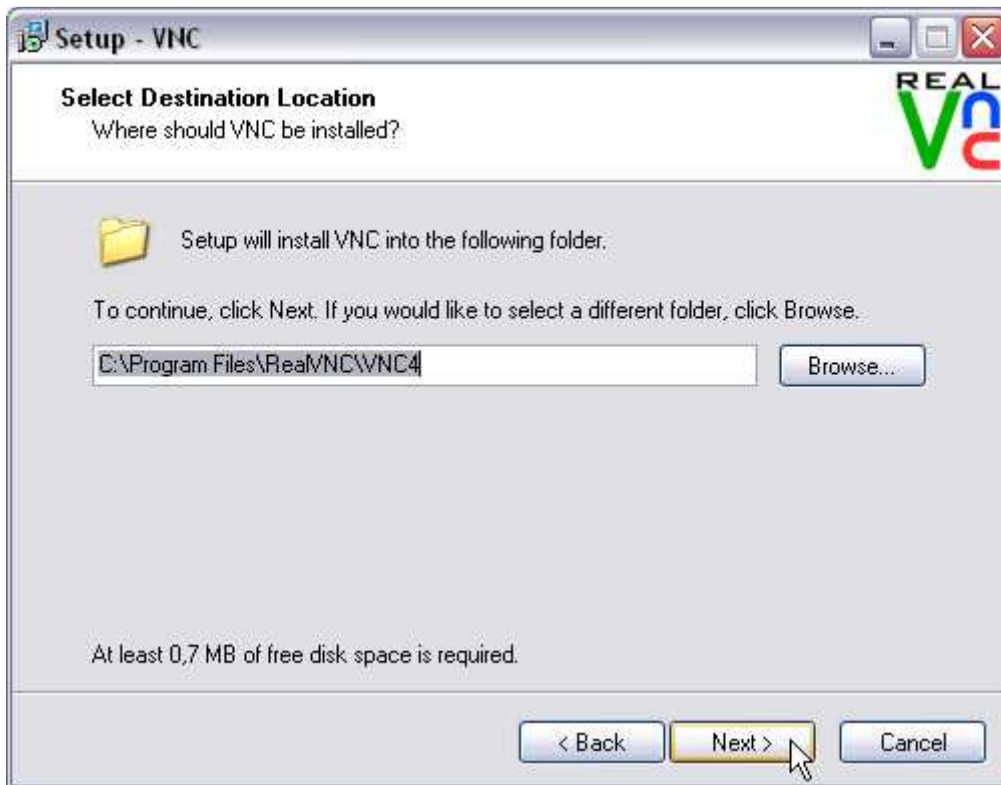 Setup - VNC
Select Destination Location
Where should VNC be installed?
REAL
VNC
Setup will install VNC into the following folder.
To continue, click Next. If you would like to select a different folder, click Browse.
C:\Program Files\RealVNC\VNC4
Browse...
At least 0,7 MB of free disk space is required.
< Back
Next >
Cancel